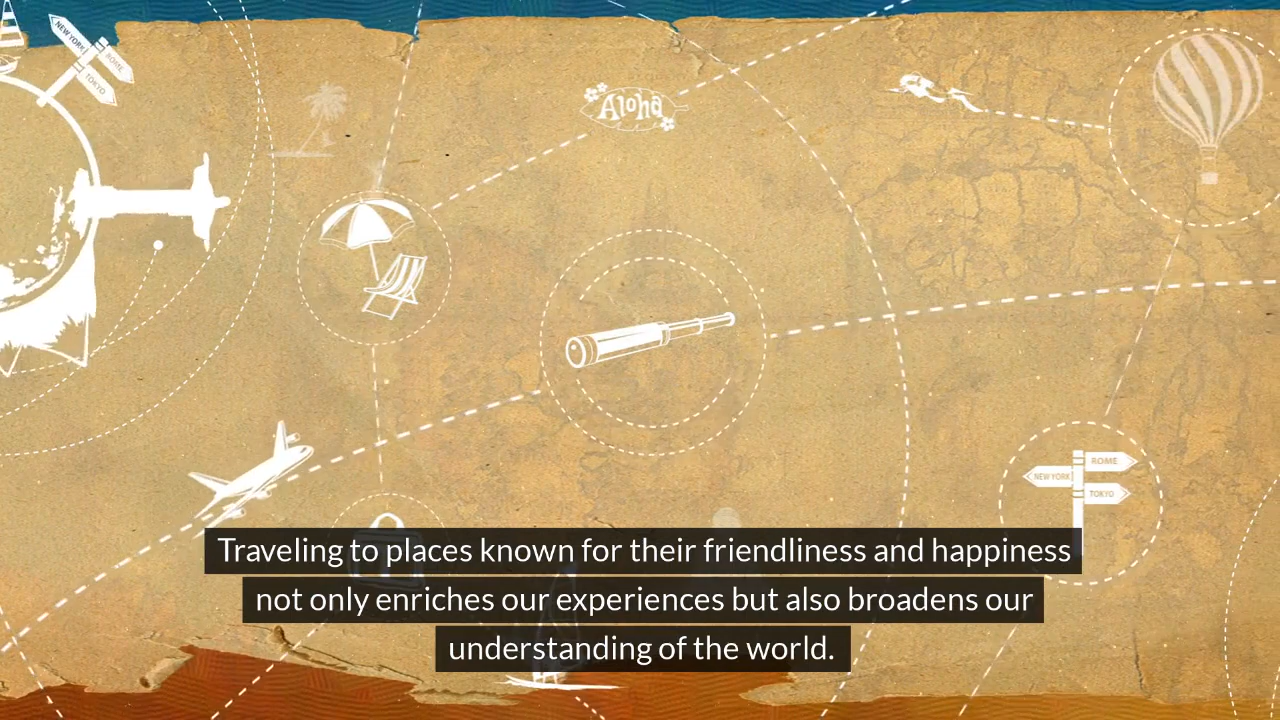 NEW YORK
ROME
TOKYO
Aloha
ROME
NEW YORK
TOKYO
Traveling to places known for their friendliness and happiness
not only enriches our experiences but also broadens our
understanding of the world.